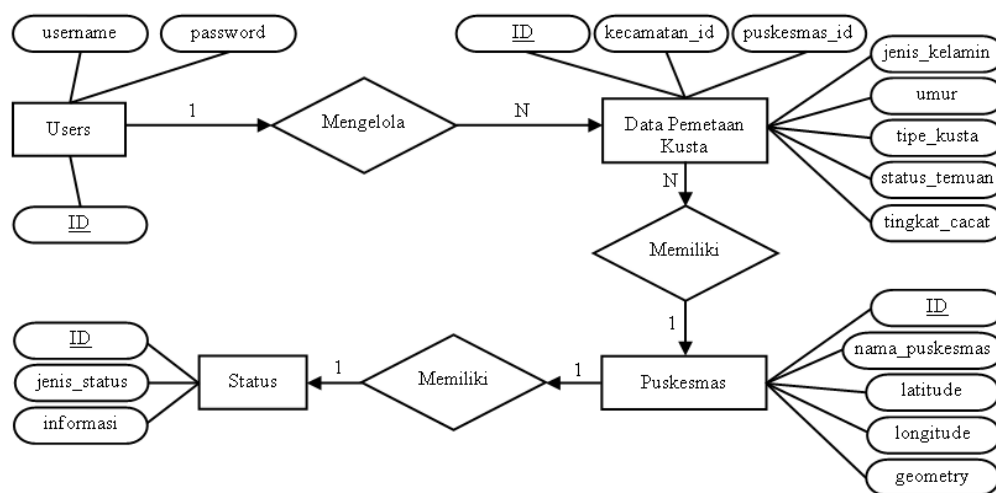 username
password
ID
kecamatan_id
puskesmas_id
jenis_kelamin
umur
tipe_kusta
status_temuan
tingkat_cacat
Users
1
Mengelola
N
Data Pemetaan
Kusta
ID
N
Memiliki
1
ID
jenis_status
informasi
Status
1
Memiliki
1
Puskesmas
ID
nama_puskesmas
latitude
longitude
geometry